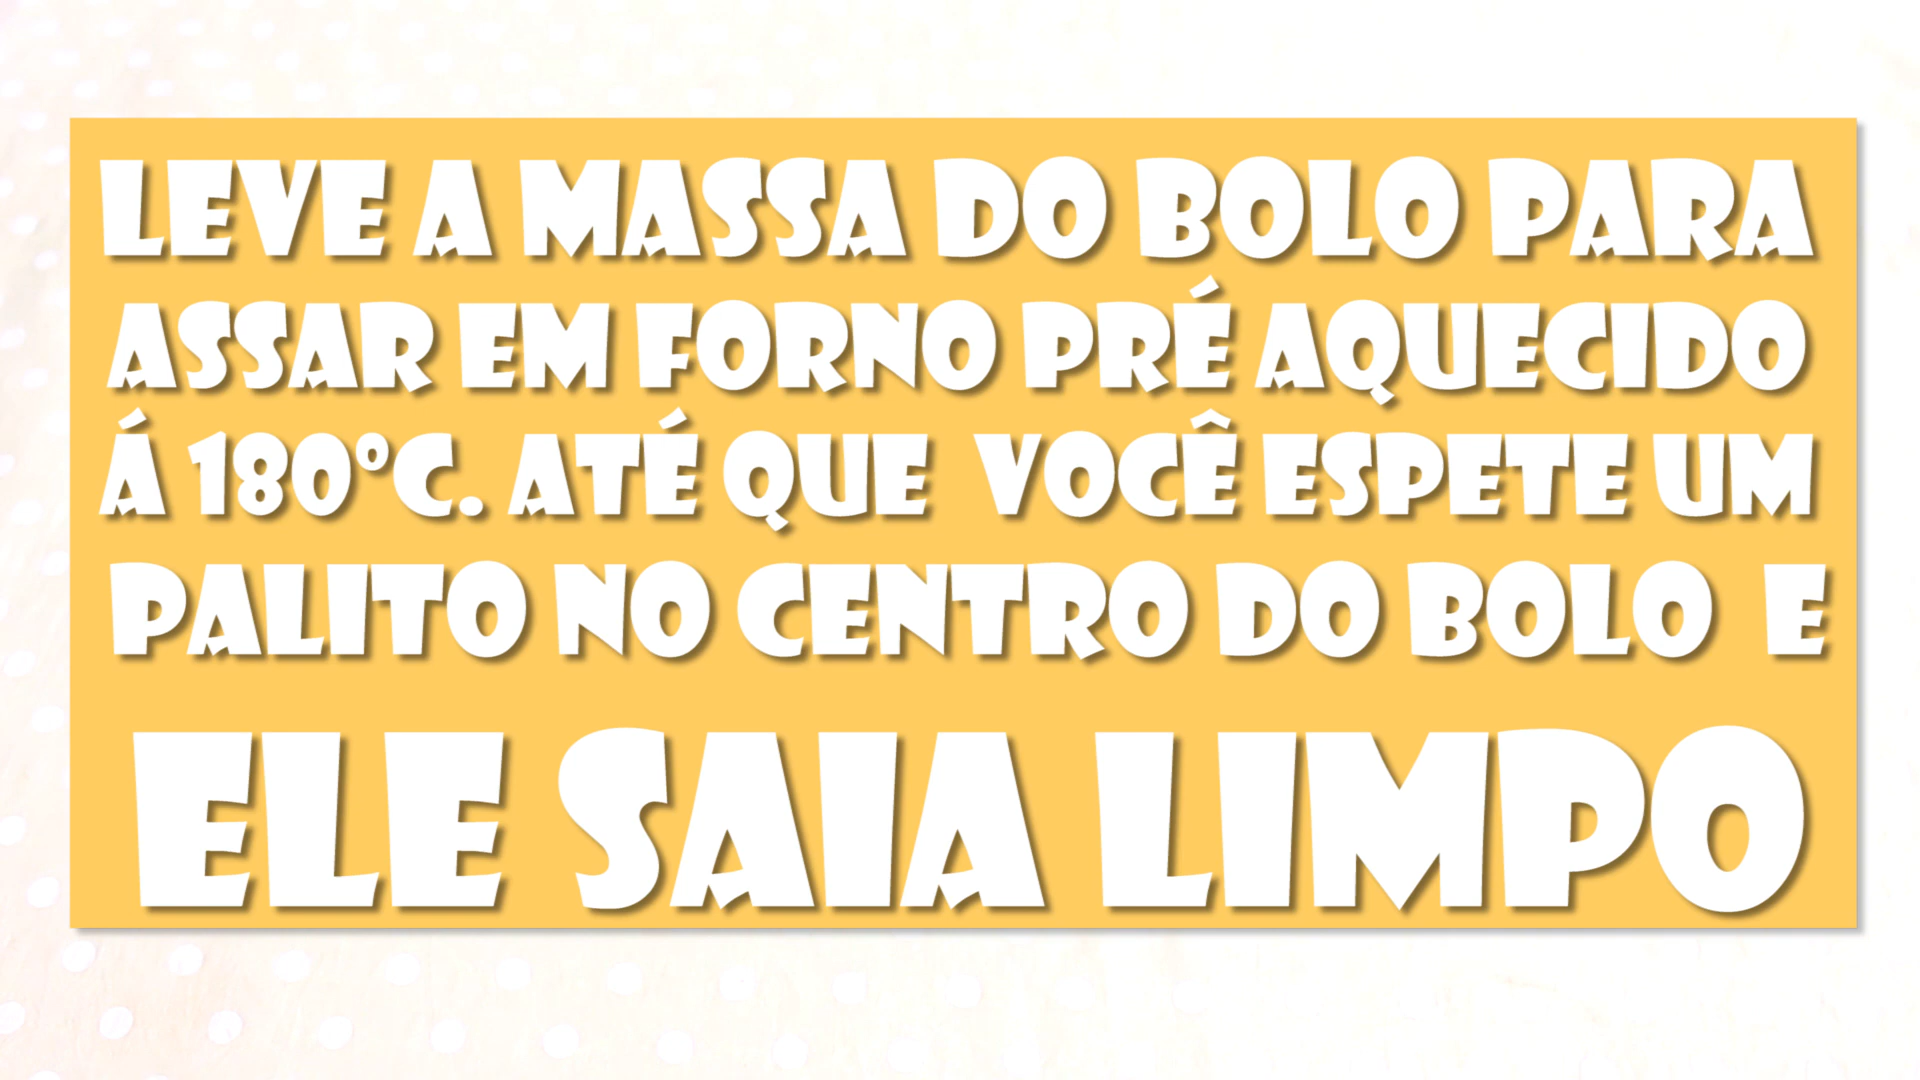 LEVE A MASSA DO BOLO PARA
ASSAR EM FORNO PRÉ AQUECIDO
Á 180ºC. ATÉ QUE VOCÊ ESPETE UM
PALITO NO CENTRO DO BOLO E
ELE SAIA LIMPO